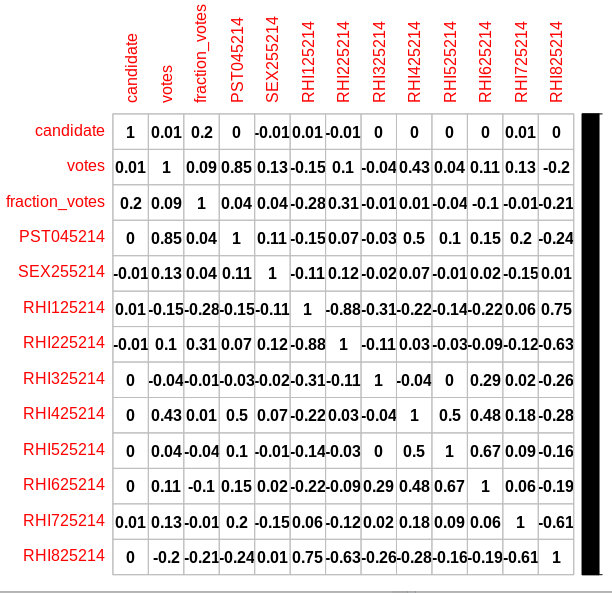 candidate votes fraction_votes PST045214 SEX255214 RHI125214 RHI225214 RHI325214 RHI425214 RHI525214 RHI625214 RHI725214 RHI825214
candidate 1 0.01 0.2 0 -0.01 0.01 -0.01 0 0 0 0 0.01 0
votes 0.01 1 0.09 0.85 0.13 -0.15 0.1 -0.04 0.43 0.04 0.11 0.13 -0.2
fraction_votes 0.2 0.09 1 0.04 0.04 -0.28 0.31 -0.01 0.01 -0.04 -0.1 -0.01 -0.21
PST045214 0 0.85 0.04 1 0.11 -0.15 0.07 -0.03 0.5 0.1 0.15 0.2 -0.24
SEX255214 -0.01 0.13 0.04 0.11 1 -0.11 0.12 -0.02 0.07 -0.01 0.02 -0.15 0.01
RHI125214 0.01 -0.15 -0.28 -0.15 -0.11 1 -0.88 -0.31 -0.22 -0.14 -0.22 0.06 0.75
RHI225214 -0.01 0.1 0.31 0.07 0.12 -0.88 1 -0.11 0.03 -0.03 -0.09 -0.12 -0.63
RHI325214 0 -0.04 -0.01 -0.03 -0.02 -0.31 -0.11 1 -0.04 0 0.29 0.02 -0.26
RHI425214 0 0.43 0.01 0.5 0.07 -0.22 0.03 -0.04 1 0.5 0.48 0.18 -0.28
RHI525214 0 0.04 -0.04 0.1 -0.01 -0.14 -0.03 0 0.5 1 0.67 0.09 -0.16
RHI625214 0 0.11 -0.1 0.15 0.02 -0.22 -0.09 0.29 0.48 0.67 1 0.06 -0.19
RHI725214 0.01 0.13 -0.01 0.2 -0.15 0.06 -0.12 0.02 0.18 0.09 0.06 1 -0.61
RHI825214 0 -0.2 -0.21 -0.24 0.01 0.75 -0.63 -0.26 -0.28 -0.16 -0.19 -0.61 1